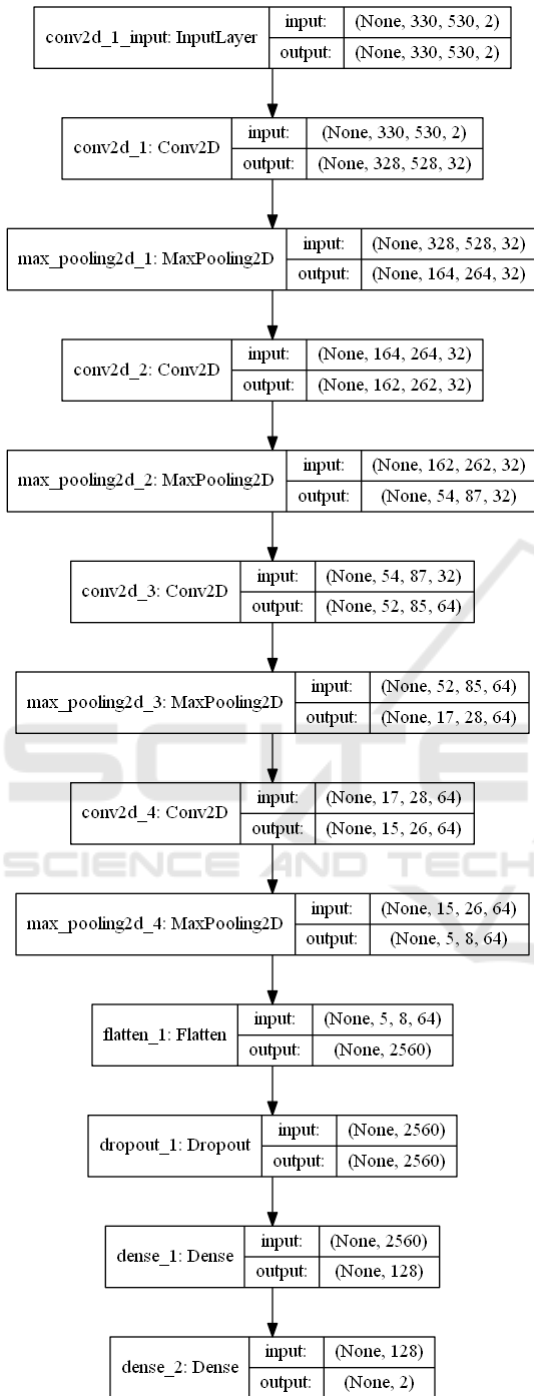 conv2d_1_input: InputLayer
input: (None, 330, 530, 2)
output: (None, 330, 530, 2)
conv2d_1: Conv2D
input: (None, 330, 530, 2)
output: (None, 328, 528, 32)
max_pooling2d_1: MaxPooling2D
input: (None, 328, 528, 32)
output: (None, 164, 264, 32)
conv2d_2: Conv2D
input: (None, 164, 264, 32)
output: (None, 162, 262, 32)
max_pooling2d_2: MaxPooling2D
input: (None, 162, 262, 32)
output: (None, 54, 87, 32)
conv2d_3: Conv2D
input: (None, 54, 87, 32)
output: (None, 52, 85, 64)
max_pooling2d_3: MaxPooling2D
input: (None, 52, 85, 64)
output: (None, 17, 28, 64)
SCITE
conv2d_4: Conv2D
input: (None, 17, 28, 64)
output: (None, 15, 26, 64)
SCIENCE AND TECH
max_pooling2d_4: MaxPooling2D
input: (None, 15, 26, 64)
output: (None, 5, 8, 64)
flatten_1: Flatten
input: (None, 5, 8, 64)
output: (None, 2560)
dropout_1: Dropout
input: (None, 2560)
output: (None, 2560)
dense_1: Dense
input: (None, 2560)
output: (None, 128)
dense_2: Dense
input: (None, 128)
output: (None, 2)